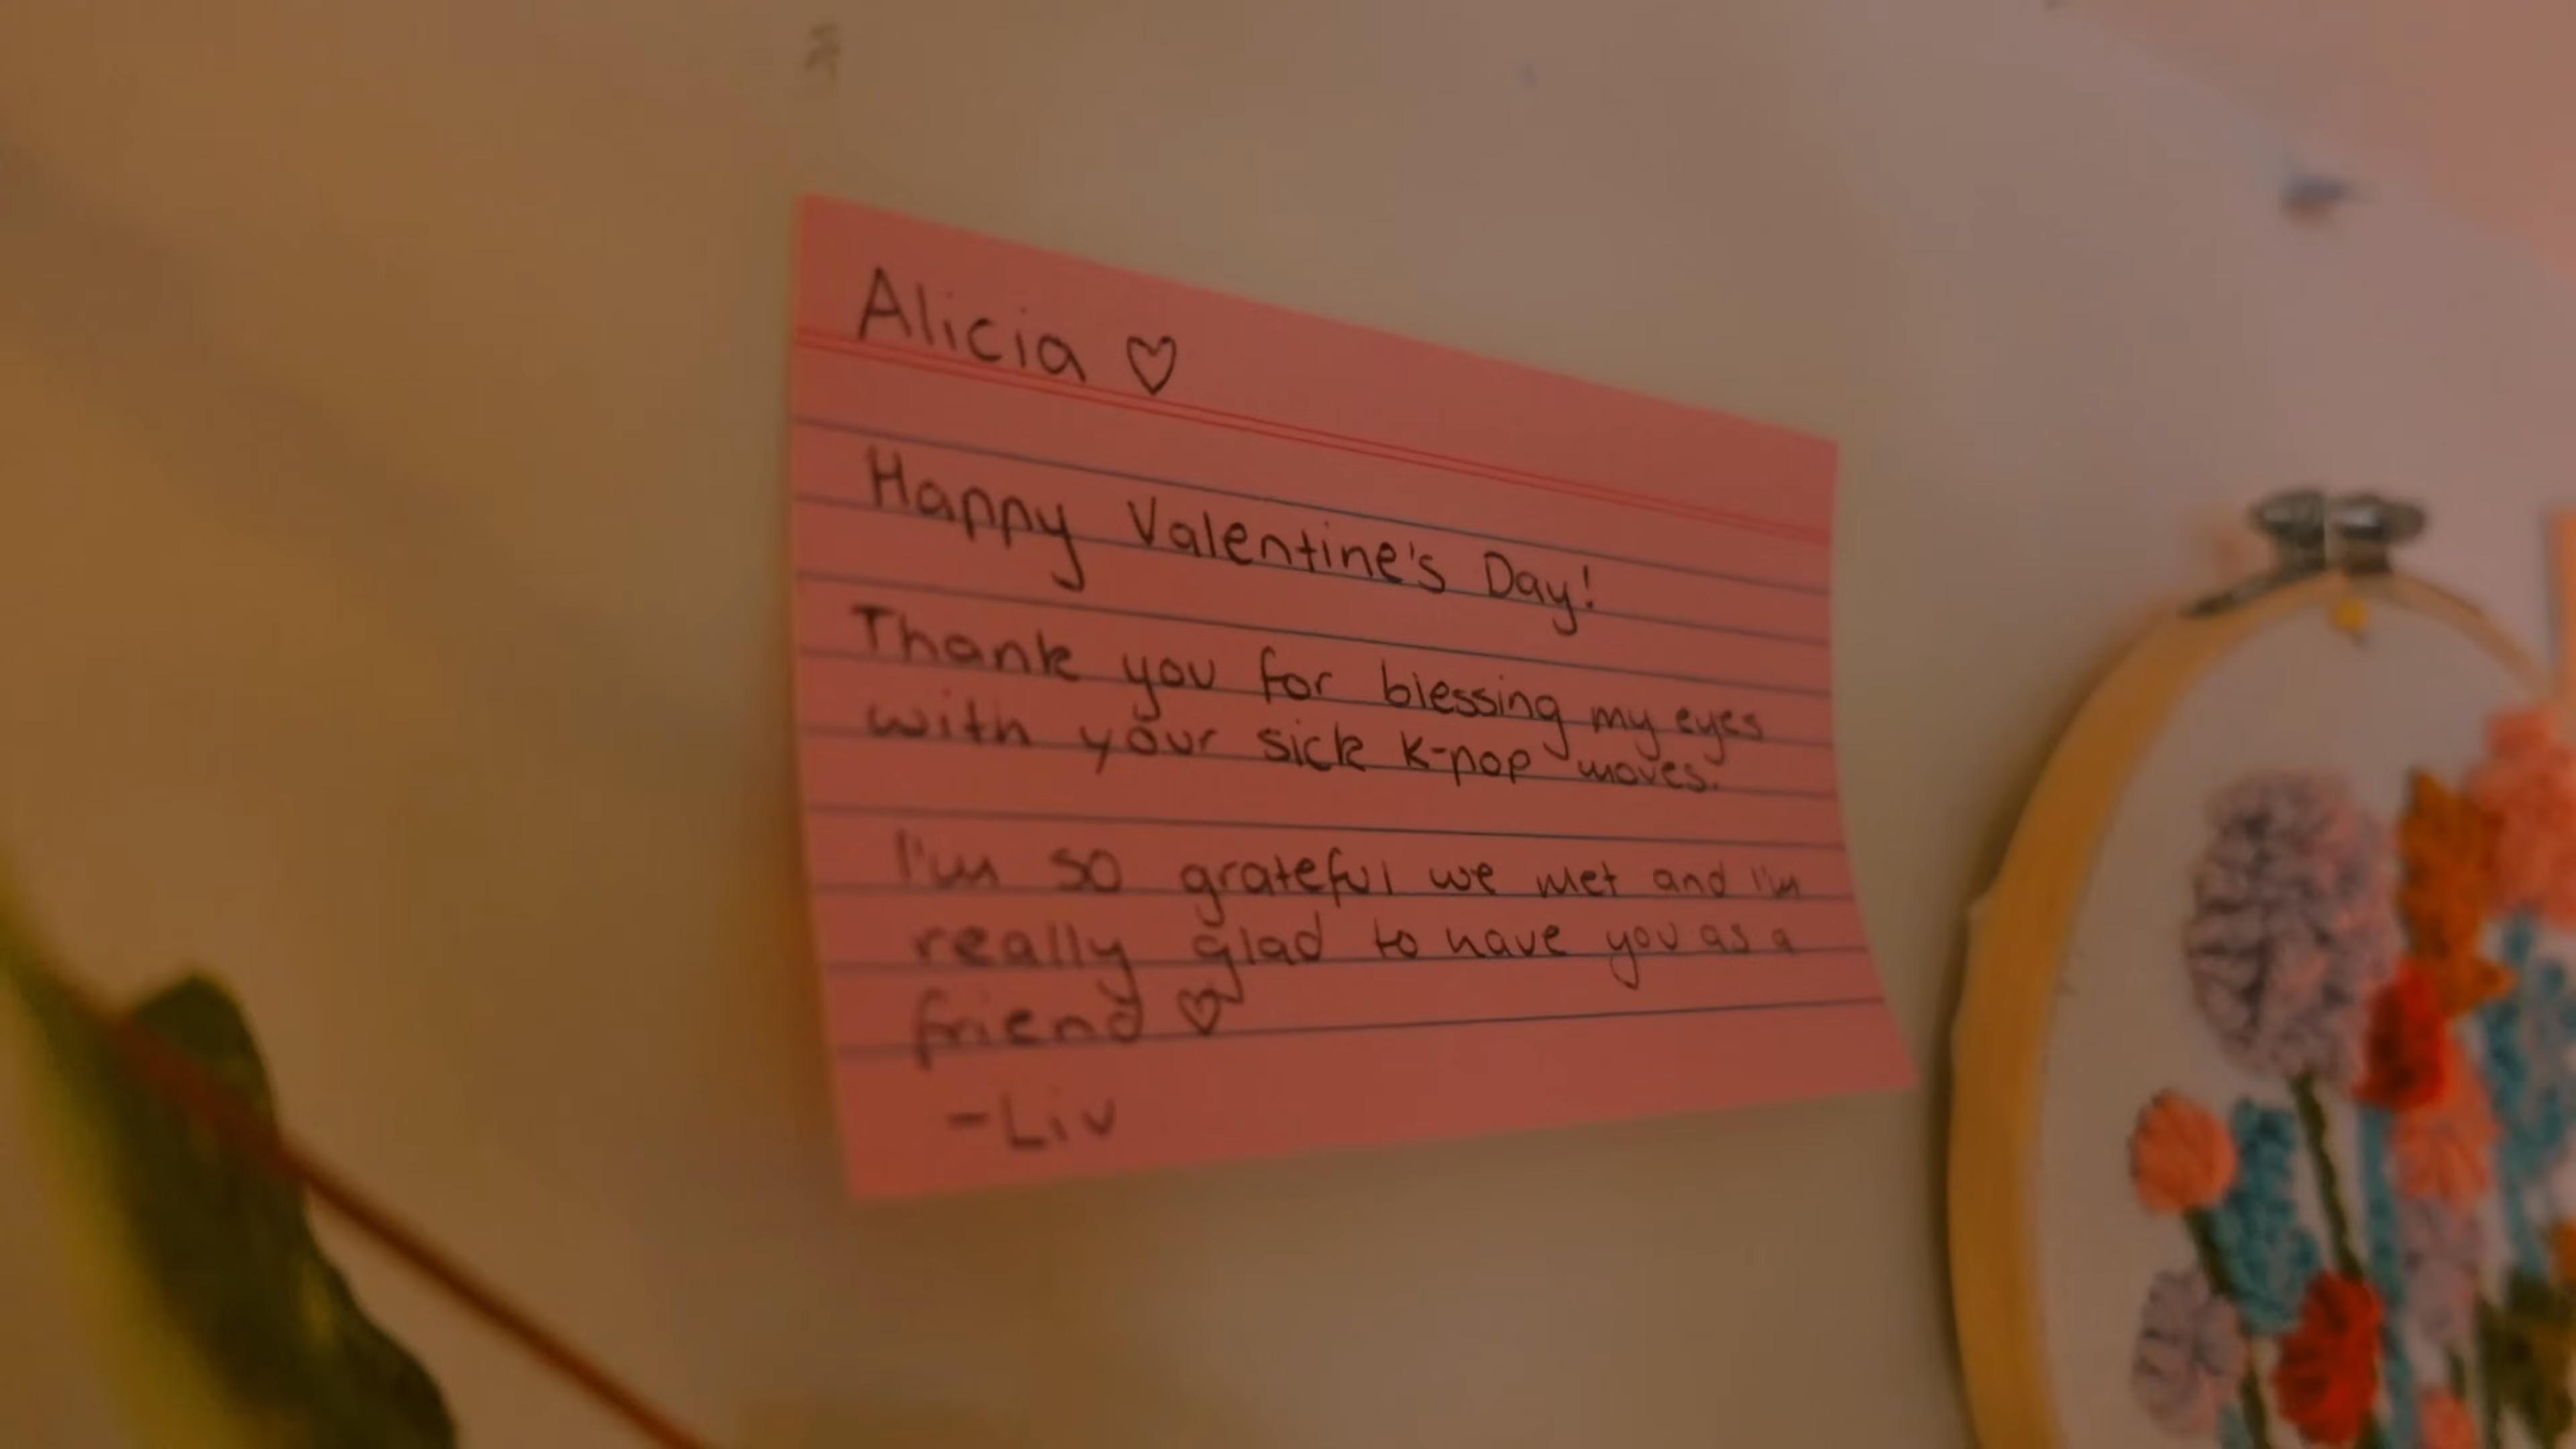 Alicia ♡
Happy Valentine's Day!
Thank you for blessing my eyes
with your sick K-pop moves.
I'm so grateful we met and I'm
really glad to have you as a
friend ♡
-Liv